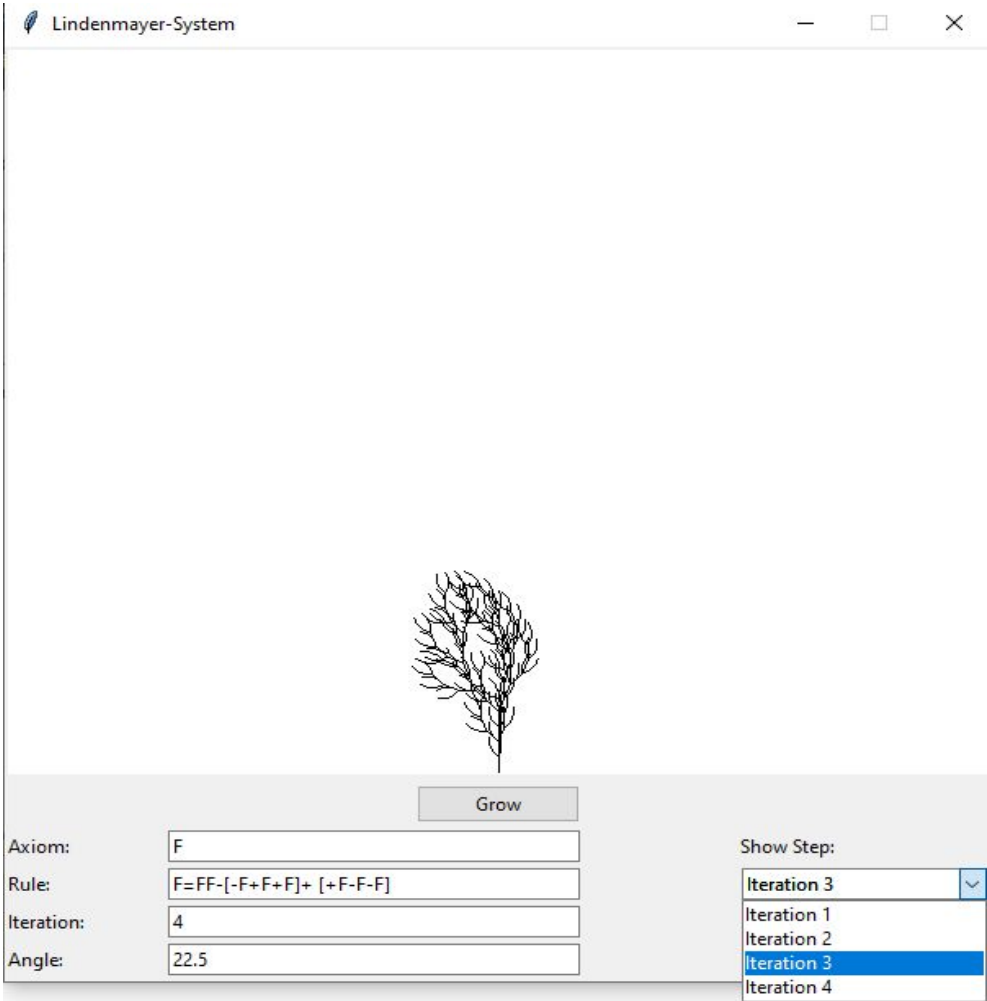 Lindenmayer-System
Grow
Axiom:
F
Show Step:
Rule:
F=FF-[-F+F+F]+ [+F-F-F]
Iteration 3
Iteration:
4
Iteration 1
Iteration 2
Iteration 3
Iteration 4
Angle:
22.5